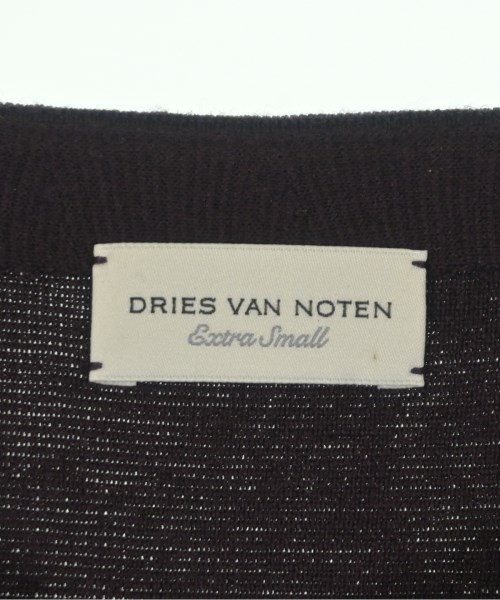 DRIES VAN NOTEN
Extra Small